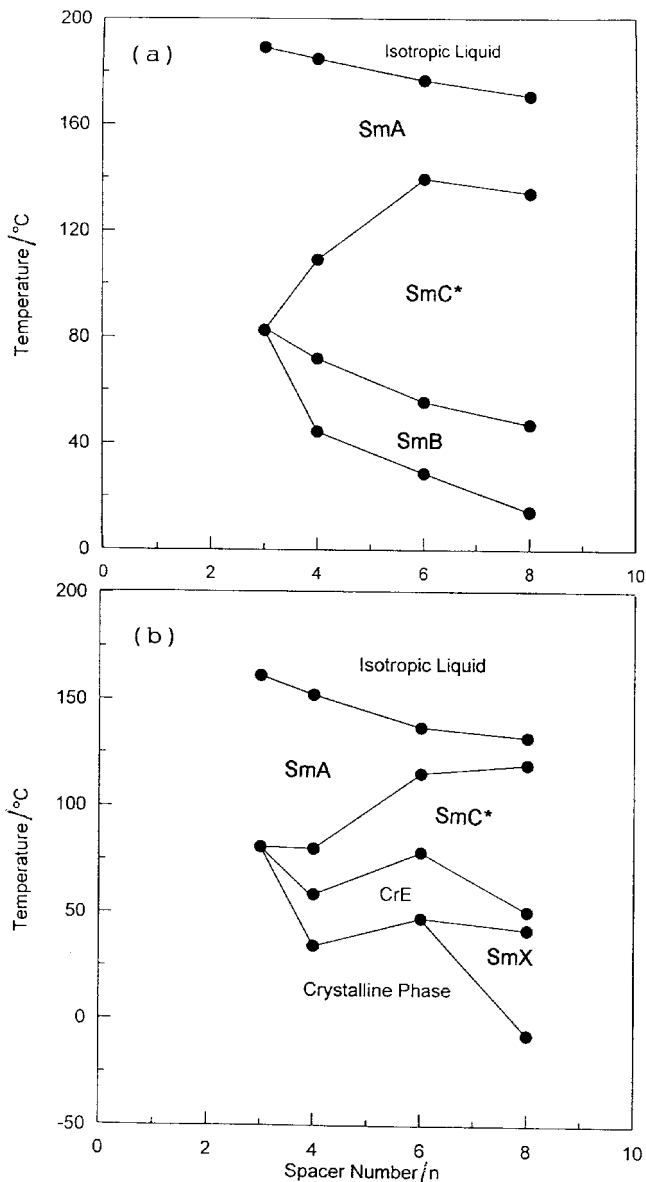 200
(a)
Isotropic Liquid
160
SmA
120
SmC*
80
SmB
40
0
Temperature/°C
0 2 4 6 8 10
200
(b)
Isotropic Liquid
150
SmA
100
SmC*
CrE
50
SmX
Crystalline Phase
0
-50
Temperature/°C
0 2 4 6 8 10
Spacer Number/n